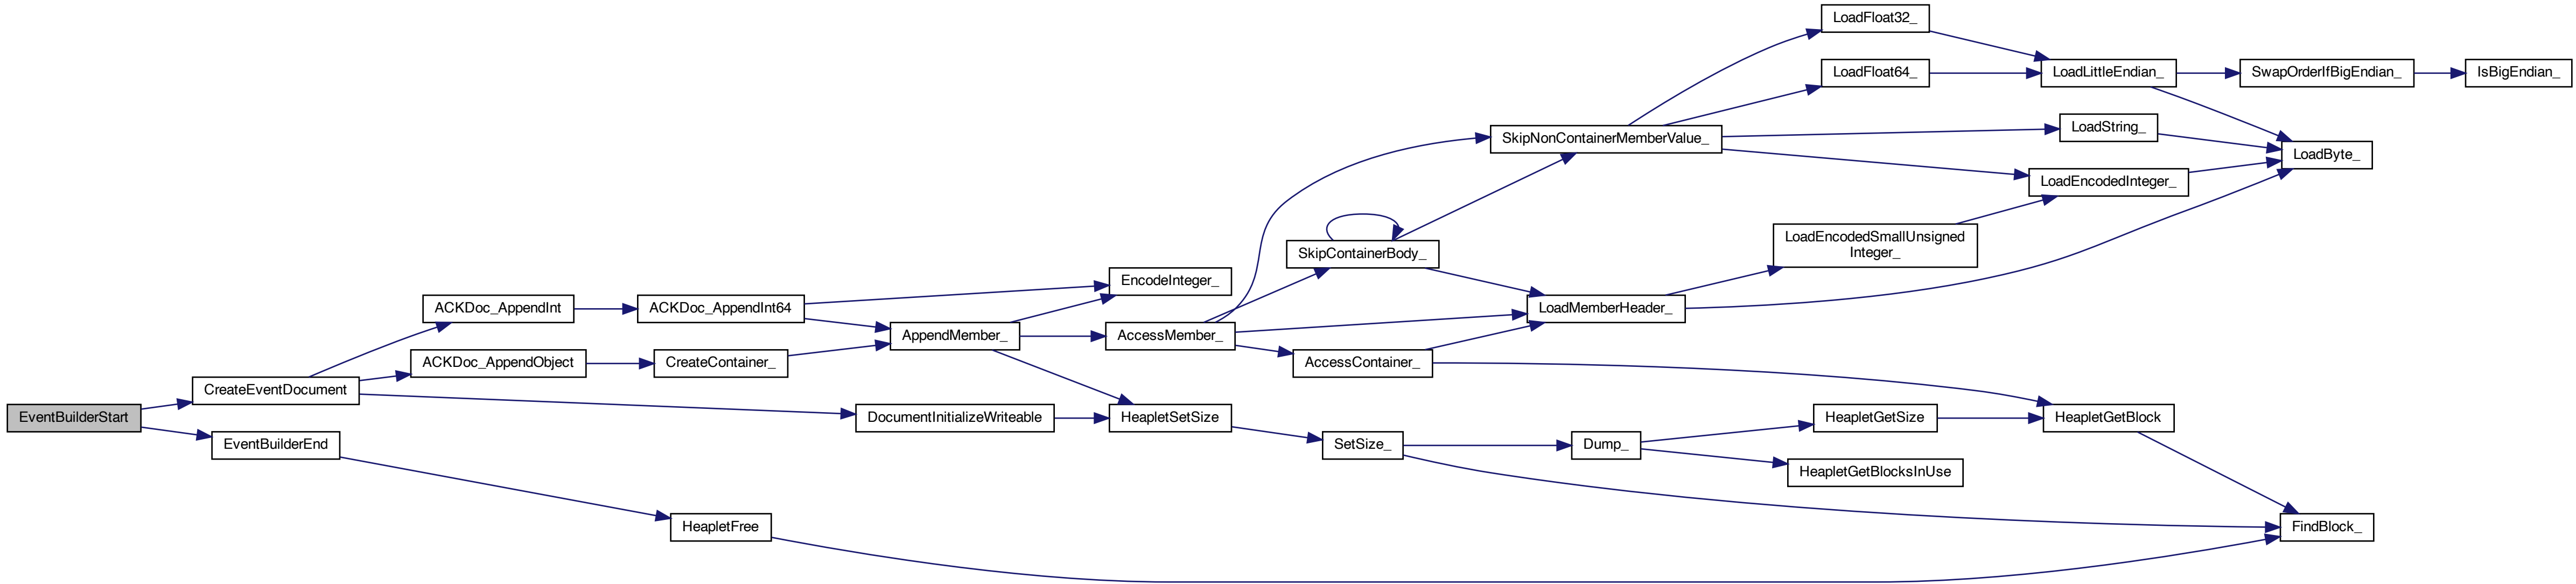 EventBuilderStart
CreateEventDocument
EventBuilderEnd
ACKDoc_AppendInt
ACKDoc_AppendObject
ACKDoc_AppendInt64
CreateContainer_
DocumentInitializeWriteable
HeapletFree
AppendMember_
EncodeInteger_
AccessMember_
HeapletSetSize
SkipContainerBody_
AccessContainer_
SetSize_
SkipNonContainerMemberValue_
LoadMemberHeader_
Dump_
LoadFloat32_
LoadFloat64_
LoadEncodedSmallUnsigned
Integer_
HeapletGetSize
HeapletGetBlocksInUse
LoadLittleEndian_
LoadString_
LoadEncodedInteger_
HeapletGetBlock
SwapOrderIfBigEndian_
LoadByte_
FindBlock_
IsBigEndian_